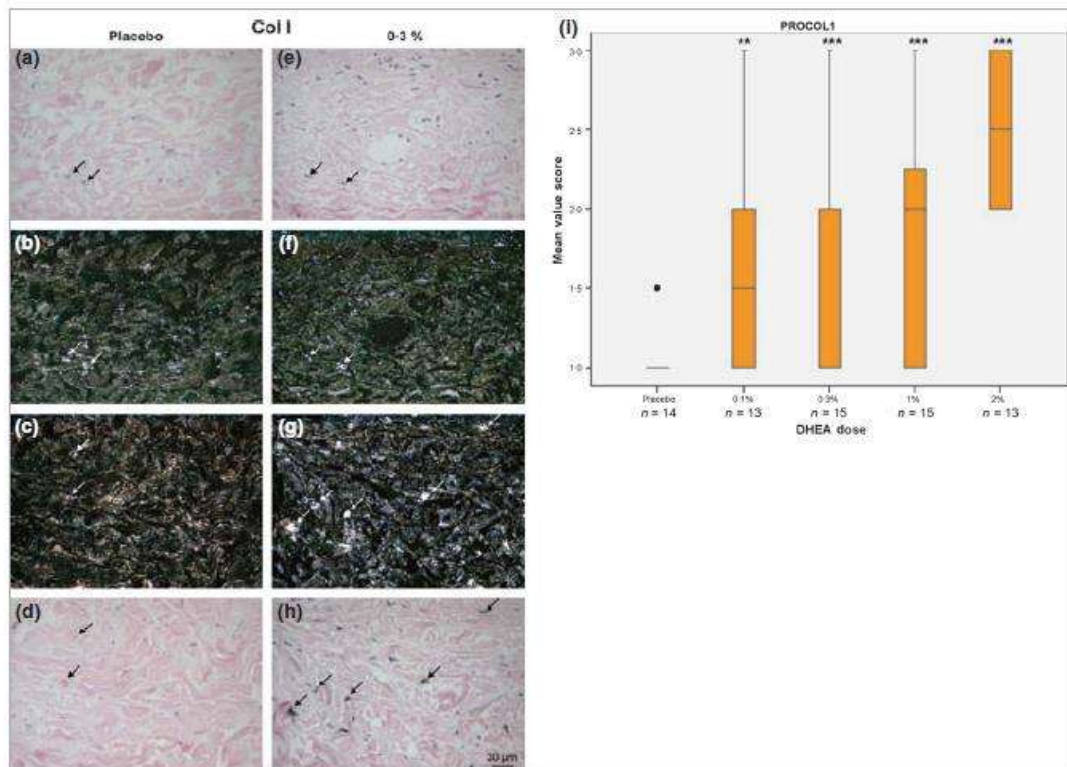 Col I
Placebo 0·3 %
(a) (e)
(b) (f)
(c) (g)
(d) (h)
30 µm
(i) PROCOL1
** *** *** ***
Mean value score
3·0
2·5
2·0
1·5
1·0
Placebo 0·1% 0·3% 1% 2%
n = 14 n = 13 n = 15 n = 15 n = 13
DHEA dose